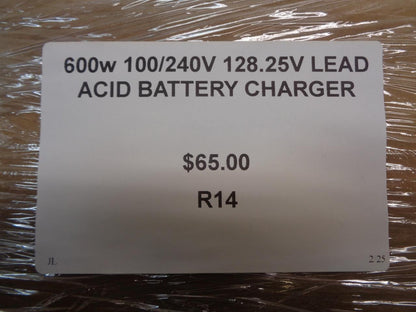 600w 100/240V 128.25V LEAD
ACID BATTERY CHARGER
$65.00
R14
JL
2/25